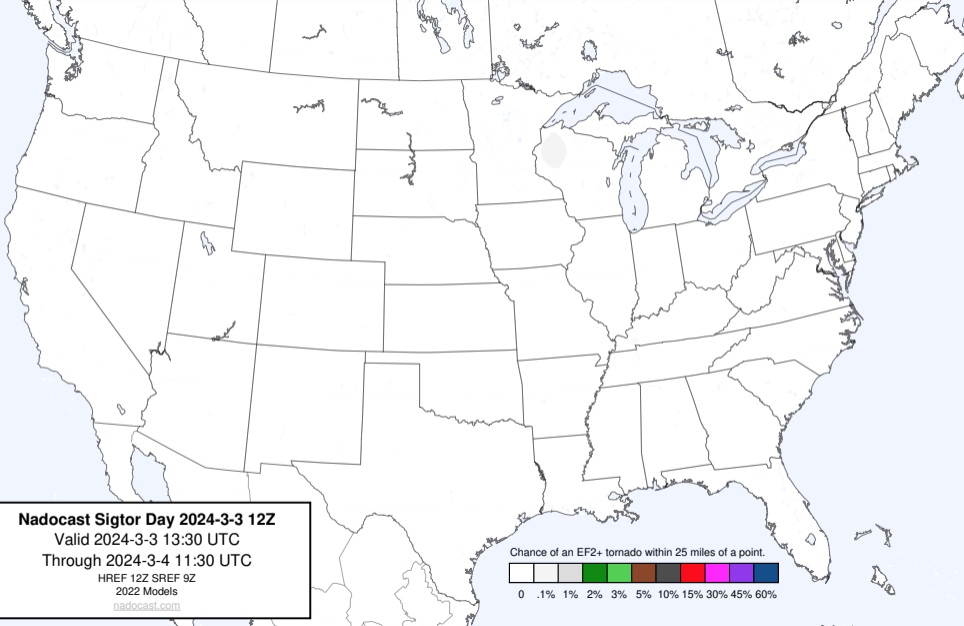 Nadocast Sigtor Day 2024-3-3 12Z
Valid 2024-3-3 13:30 UTC
Through 2024-3-4 11:30 UTC
HREF 12Z SREF 9Z
2022 Models
nadocast.com
Chance of an EF2+ tornado within 25 miles of a point.
0 .1% 1% 2% 3% 5% 10% 15% 30% 45% 60%